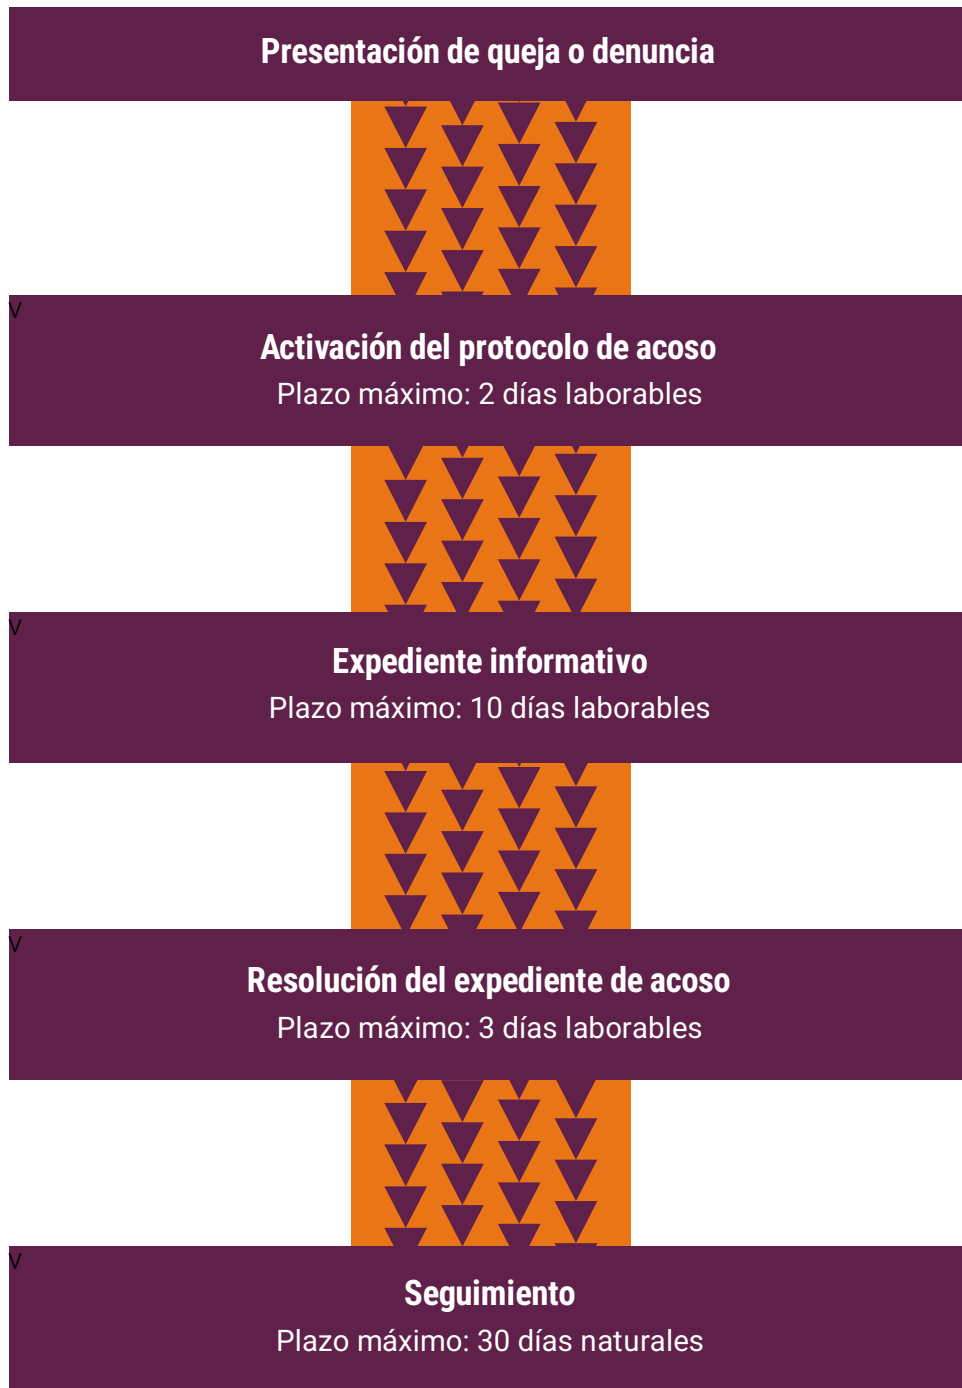 Presentación de queja o denuncia
V
Activación del protocolo de acoso
Plazo máximo: 2 días laborables
V
Expediente informativo
Plazo máximo: 10 días laborables
V
Resolución del expediente de acoso
Plazo máximo: 3 días laborables
V
Seguimiento
Plazo máximo: 30 días naturales